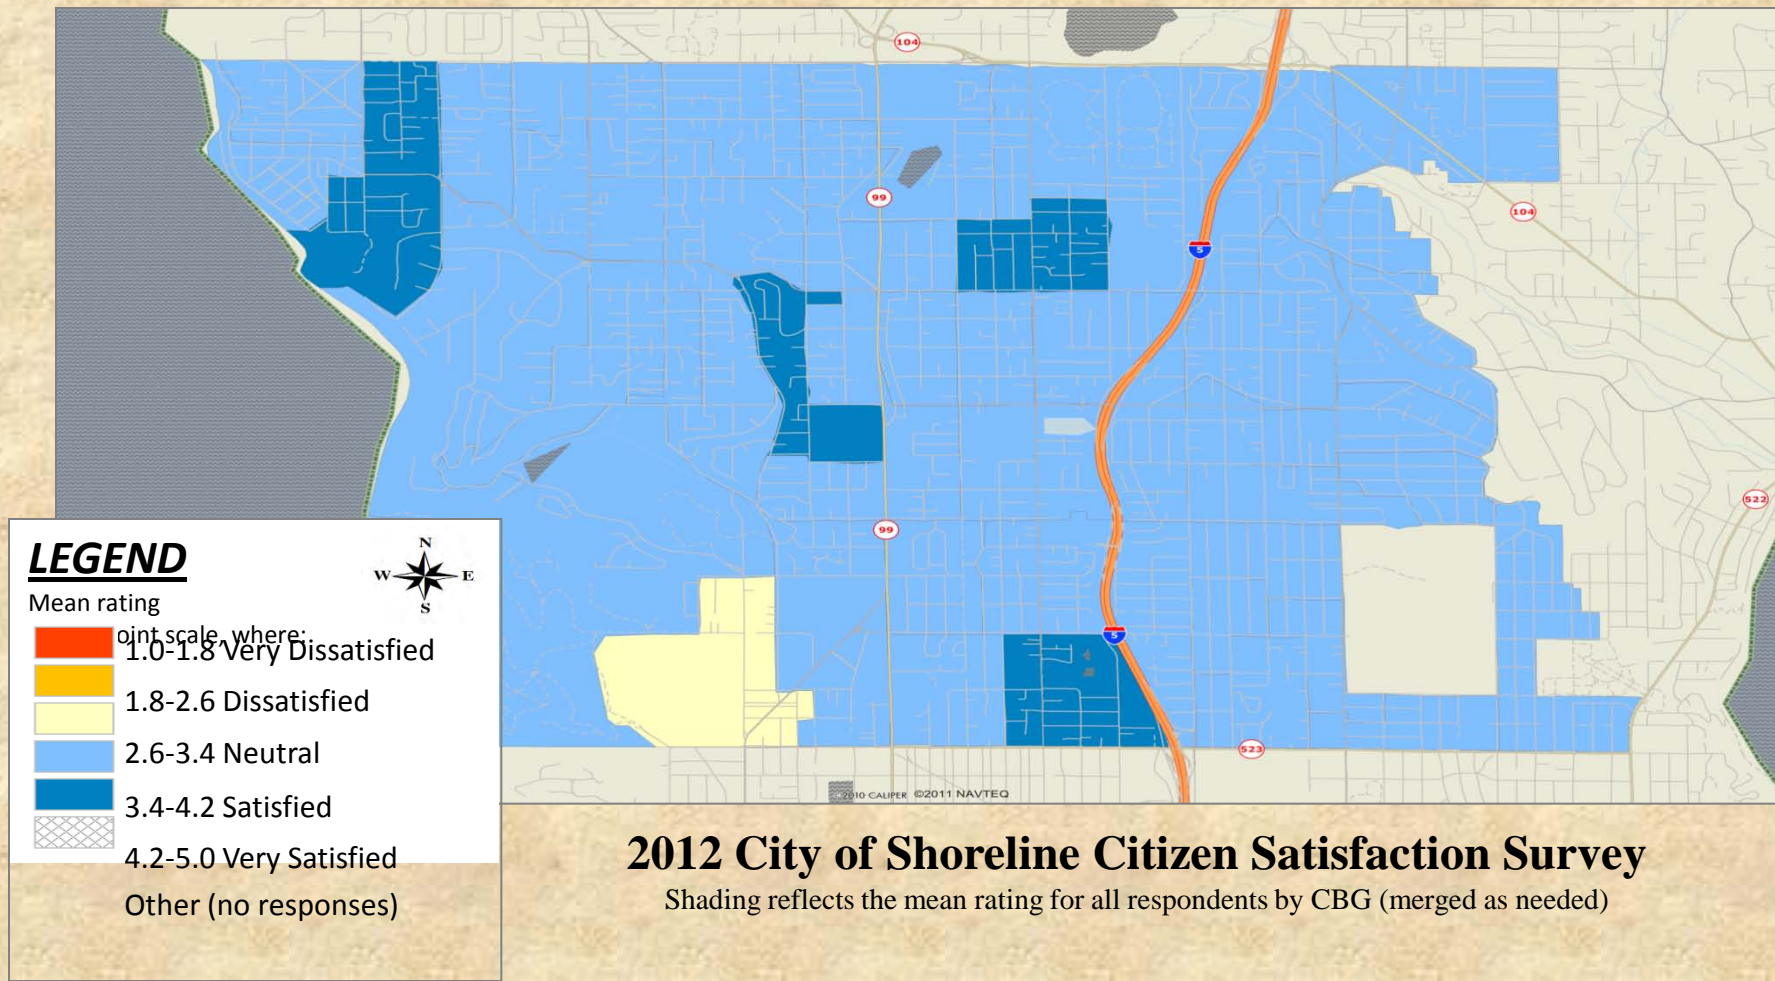 104
99
5
104
522
99
5
523
LEGEND
N
W E
S
Mean rating
oint scale, where:
1.0-1.8 Very Dissatisfied
1.8-2.6 Dissatisfied
2.6-3.4 Neutral
3.4-4.2 Satisfied
4.2-5.0 Very Satisfied
Other (no responses)
2010 CALIPER ©2011 NAVTEQ
2012 City of Shoreline Citizen Satisfaction Survey
Shading reflects the mean rating for all respondents by CBG (merged as needed)